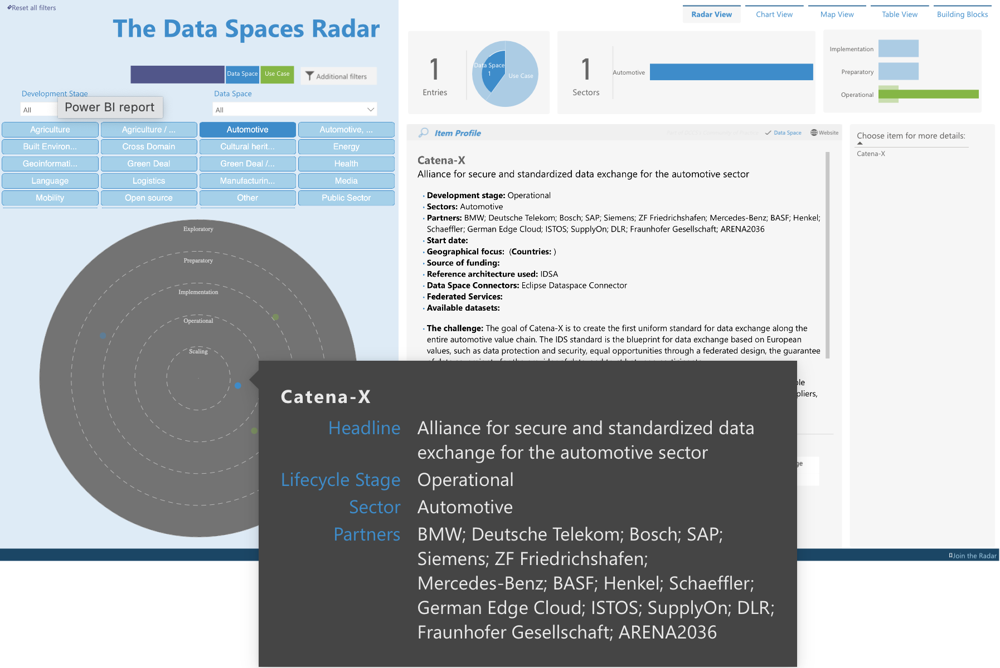 Reset all filters
The Data Spaces Radar
Data Space
Use Case
Additional filters
Development Stage
Data Space
All
All
Power BI report
Agriculture
Agriculture / ...
Automotive
Automotive, ...
Built Environ...
Cross Domain
Cultural herit...
Energy
Geoinformati...
Green Deal
Green Deal /...
Health
Language
Logistics
Manufacturin...
Media
Mobility
Open source
Other
Public Sector
Exploratory
Preparatory
Implementation
Operational
Scaling
Radar View
Chart View
Map View
Table View
Building Blocks
1
Entries
Data Space
1
Use Case
1
Sectors
Automotive
Implementation
Preparatory
Operational
Item Profile
Data Space
Website
Catena-X
Alliance for secure and standardized data exchange for the automotive sector
Development stage: Operational
Sectors: Automotive
Partners: BMW; Deutsche Telekom; Bosch; SAP; Siemens; ZF Friedrichshafen; Mercedes-Benz; BASF; Henkel;
Schaeffler; German Edge Cloud; ISTOS; SupplyOn; DLR; Fraunhofer Gesellschaft; ARENA2036
Start date:
Geographical focus: (Countries: )
Source of funding:
Reference architecture used: IDSA
Data Space Connectors: Eclipse Dataspace Connector
Federated Services:
Available datasets:
The challenge: The goal of Catena-X is to create the first uniform standard for data exchange along the
entire automotive value chain. The IDS standard is the blueprint for data exchange based on European
values, such as data protection and security, equal opportunities through a federated design, the guarantee
Choose item for more details:
Catena-X
Catena-X
Headline
Alliance for secure and standardized data
exchange for the automotive sector
Lifecycle Stage
Operational
Sector
Automotive
Partners
BMW; Deutsche Telekom; Bosch; SAP;
Siemens; ZF Friedrichshafen;
Mercedes-Benz; BASF; Henkel; Schaeffler;
German Edge Cloud; ISTOS; SupplyOn; DLR;
Fraunhofer Gesellschaft; ARENA2036
Join the Radar